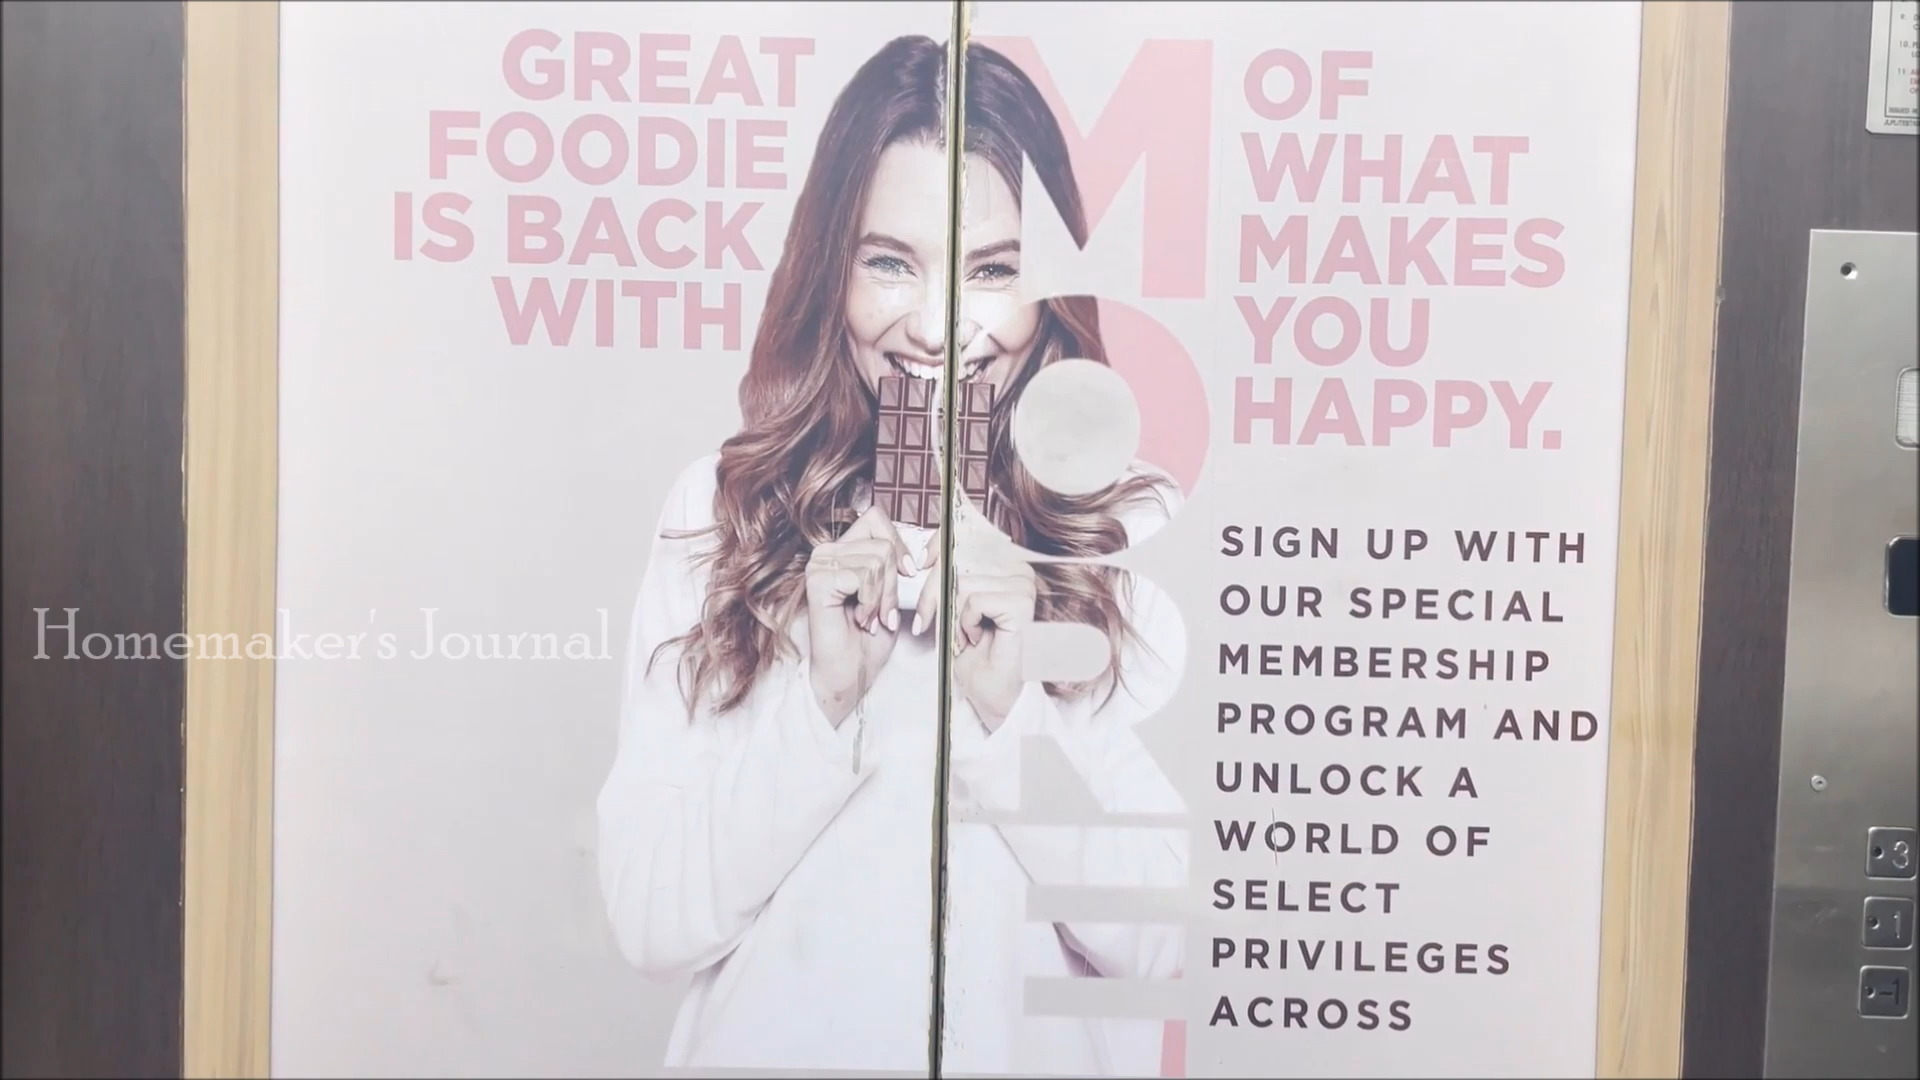 GREAT
FOODIE
IS BACK
WITH
MORE
OF
WHAT
MAKES
YOU
HAPPY.
SIGN UP WITH
OUR SPECIAL
MEMBERSHIP
PROGRAM AND
UNLOCK A
WORLD OF
SELECT
PRIVILEGES
ACROSS
Homemaker's Journal
3
1
-1